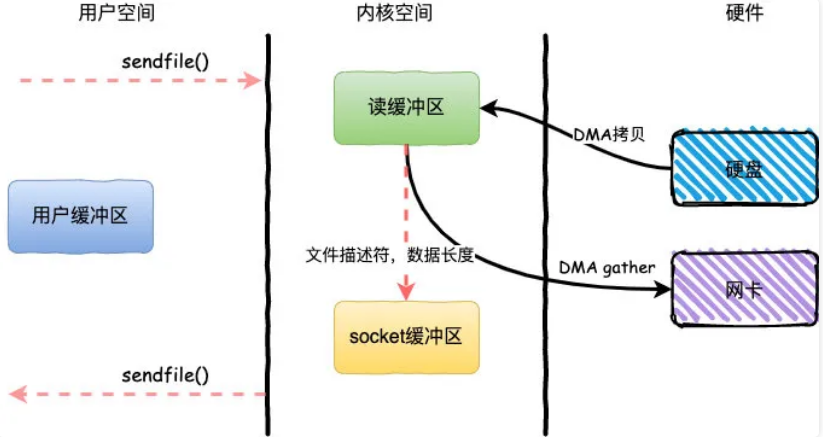 用户空间
内核空间
硬件
sendfile()
读缓冲区
DMA拷贝
硬盘
用户缓冲区
文件描述符，数据长度
DMA gather
网卡
socket缓冲区
sendfile()